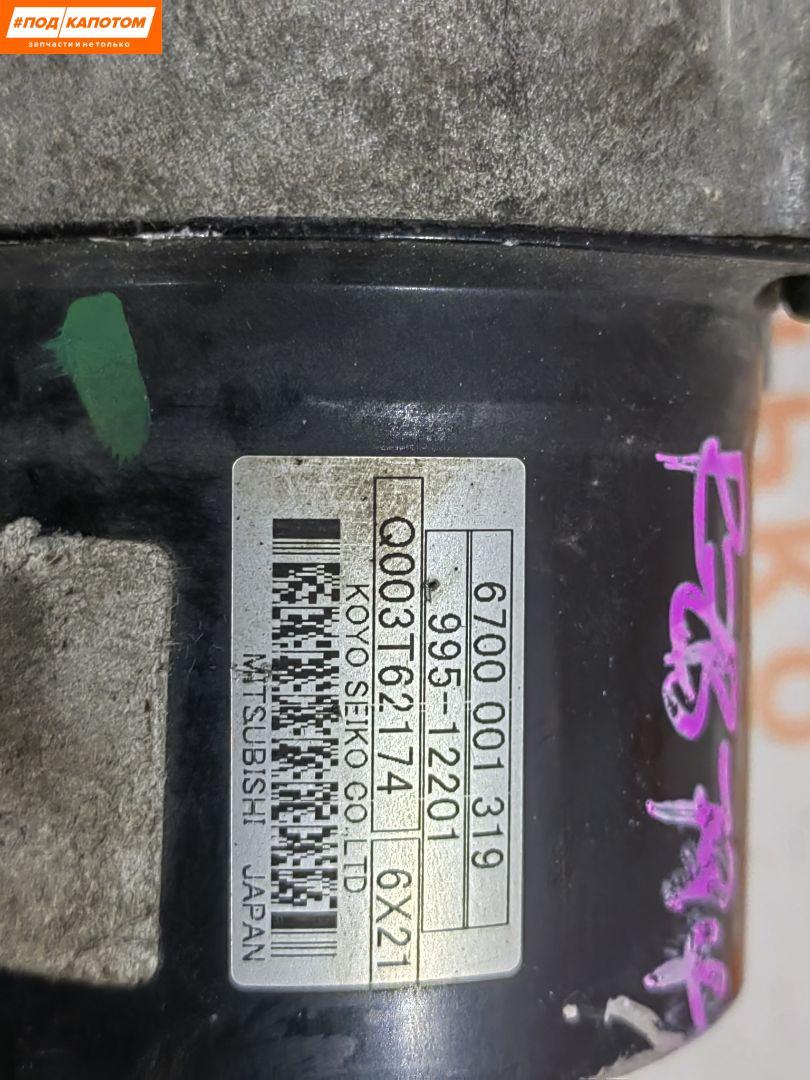 #ПОД КАПОТОМ
запчасти и не только
6700 001 319
995-12201
Q003T62174 6X21
KOYO SEIKO CO.,LTD
MITSUBISHI JAPAN